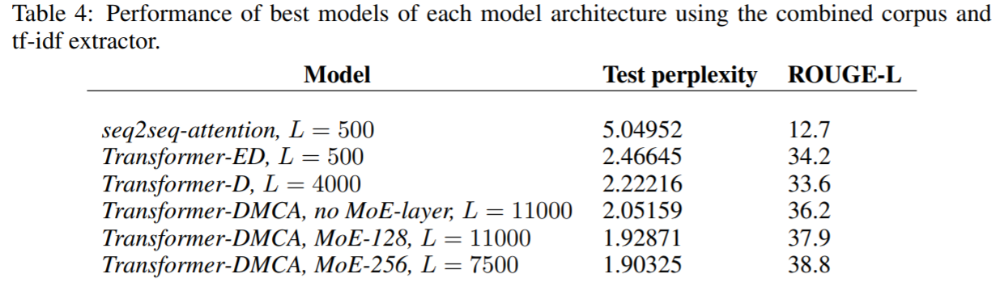 Table 4: Performance of best models of each model architecture using the combined corpus and
tf-idf extractor.
Model Test perplexity ROUGE-L
seq2seq-attention, L = 500 5.04952 12.7
Transformer-ED, L = 500 2.46645 34.2
Transformer-D, L = 4000 2.22216 33.6
Transformer-DMCA, no MoE-layer, L = 11000 2.05159 36.2
Transformer-DMCA, MoE-128, L = 11000 1.92871 37.9
Transformer-DMCA, MoE-256, L = 7500 1.90325 38.8